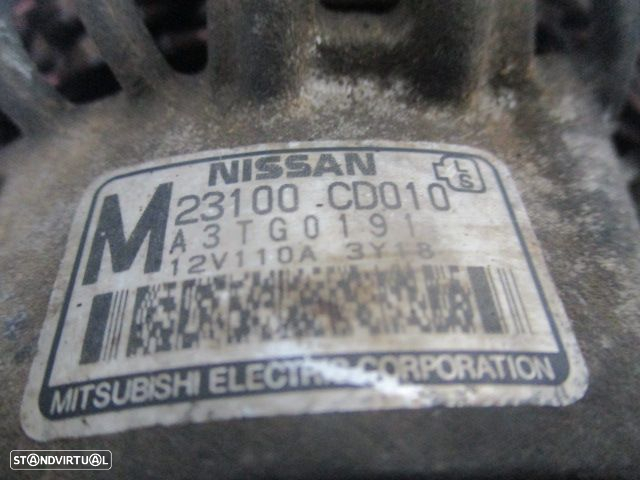 NISSAN
L
S
M
23100-CD010
A3TG0191
12V110A 3Y18
MITSUBISHI ELECTRIC CORPORATION
STANDVIRTUAL